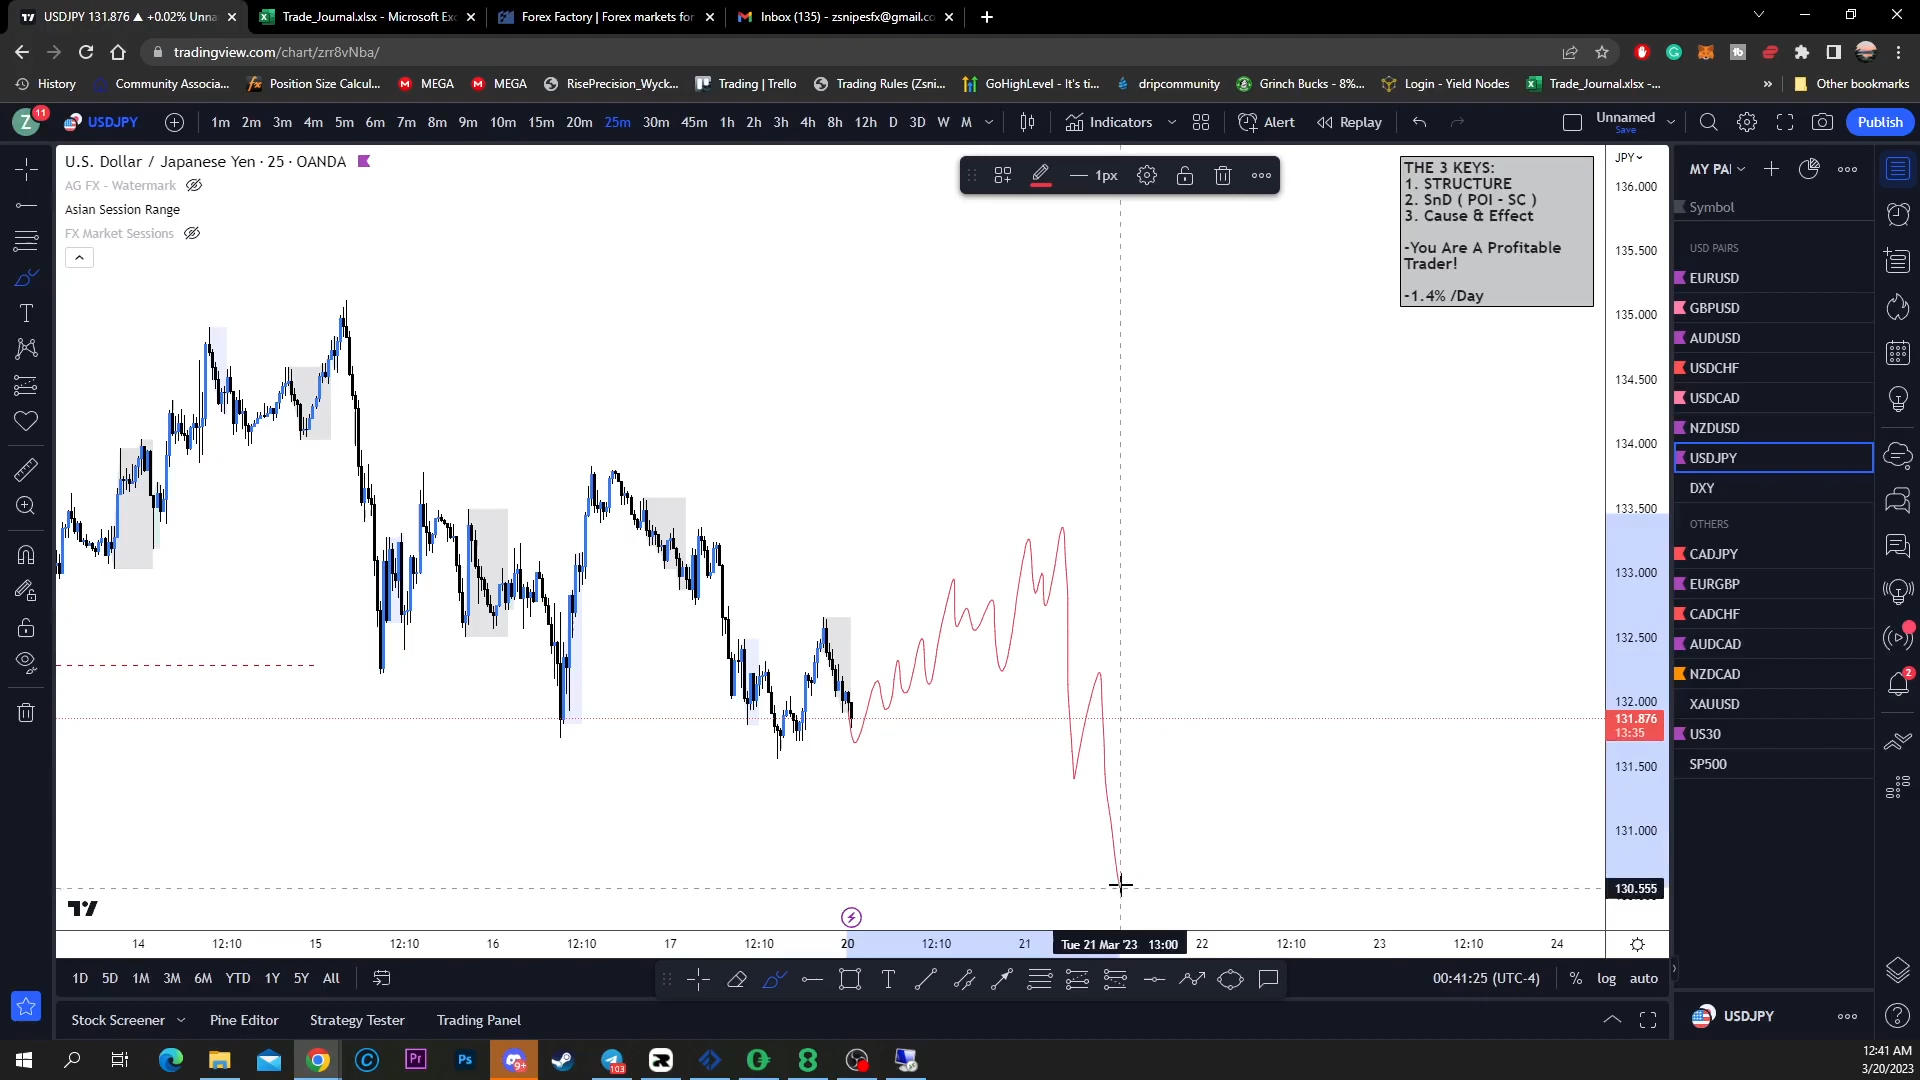 USDJPY 131.876 ▲ +0.02% Unna
Trade_Journal.xlsx - Microsoft Exc
Forex Factory | Forex markets for
Inbox (135) - zsnipesfx@gmail.co
tradingview.com/chart/zrr8vNba/
History
Community Associa...
Position Size Calcul...
MEGA
MEGA
RisePrecision_Wyck...
Trading | Trello
Trading Rules (Zsni...
GoHighLevel - It's ti...
dripcommunity
Grinch Bucks - 8%...
Login - Yield Nodes
Trade_Journal.xlsx -...
»
Other bookmarks
Z
11
USDJPY
1m 2m 3m 4m 5m 6m 7m 8m 9m 10m 15m 20m 25m 30m 45m 1h 2h 3h 4h 8h 12h D 3D W M
Indicators
Alert
Replay
Unnamed
Save
Publish
U.S. Dollar / Japanese Yen · 25 · OANDA
AG FX - Watermark
Asian Session Range
FX Market Sessions
1px
THE 3 KEYS:
1. STRUCTURE
2. SnD ( POI - SC )
3. Cause & Effect
-You Are A Profitable
Trader!
-1.4% /Day
JPY
136.000
135.500
135.000
134.500
134.000
133.500
133.000
132.500
132.000
131.876
13:35
131.500
131.000
130.555
MY PAI
Symbol
USD PAIRS
EURUSD
GBPUSD
AUDUSD
USDCHF
USDCAD
NZDUSD
USDJPY
DXY
OTHERS
CADJPY
EURGBP
CADCHF
AUDCAD
NZDCAD
XAUUSD
US30
SP500
2
14 12:10 15 12:10 16 12:10 17 12:10 20 12:10 21 Tue 21 Mar '23 13:00 22 12:10 23 12:10 24
1D 5D 1M 3M 6M YTD 1Y 5Y All
00:41:25 (UTC-4)
% log auto
Stock Screener
Pine Editor
Strategy Tester
Trading Panel
USDJPY
Pr
Ps
9+
103
12:41 AM
3/20/2023